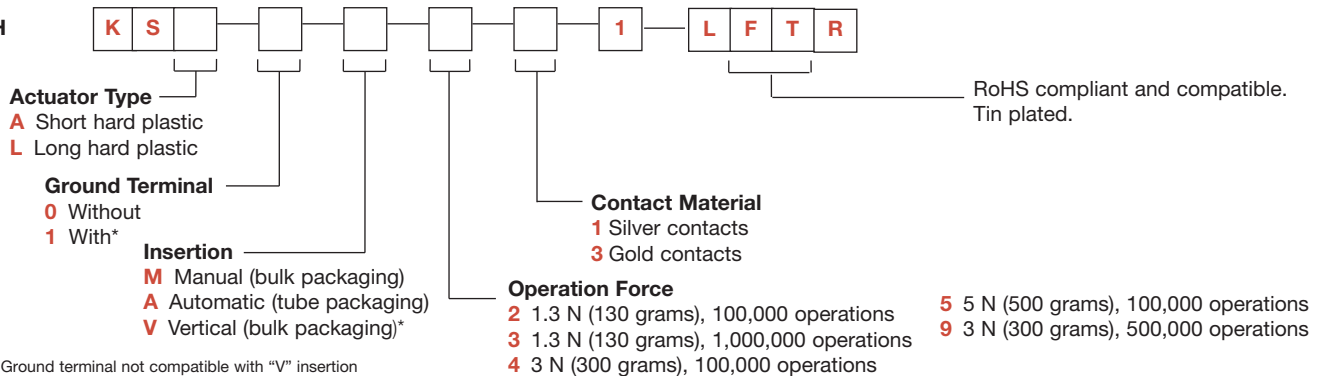 H
K S 1 L F T R
RoHS compliant and compatible.
Tin plated.
Actuator Type
A Short hard plastic
L Long hard plastic
Ground Terminal
0 Without
1 With*
Insertion
M Manual (bulk packaging)
A Automatic (tube packaging)
V Vertical (bulk packaging)*
Contact Material
1 Silver contacts
3 Gold contacts
Operation Force
2 1.3 N (130 grams), 100,000 operations
3 1.3 N (130 grams), 1,000,000 operations
4 3 N (300 grams), 100,000 operations
5 5 N (500 grams), 100,000 operations
9 3 N (300 grams), 500,000 operations
Ground terminal not compatible with “V” insertion